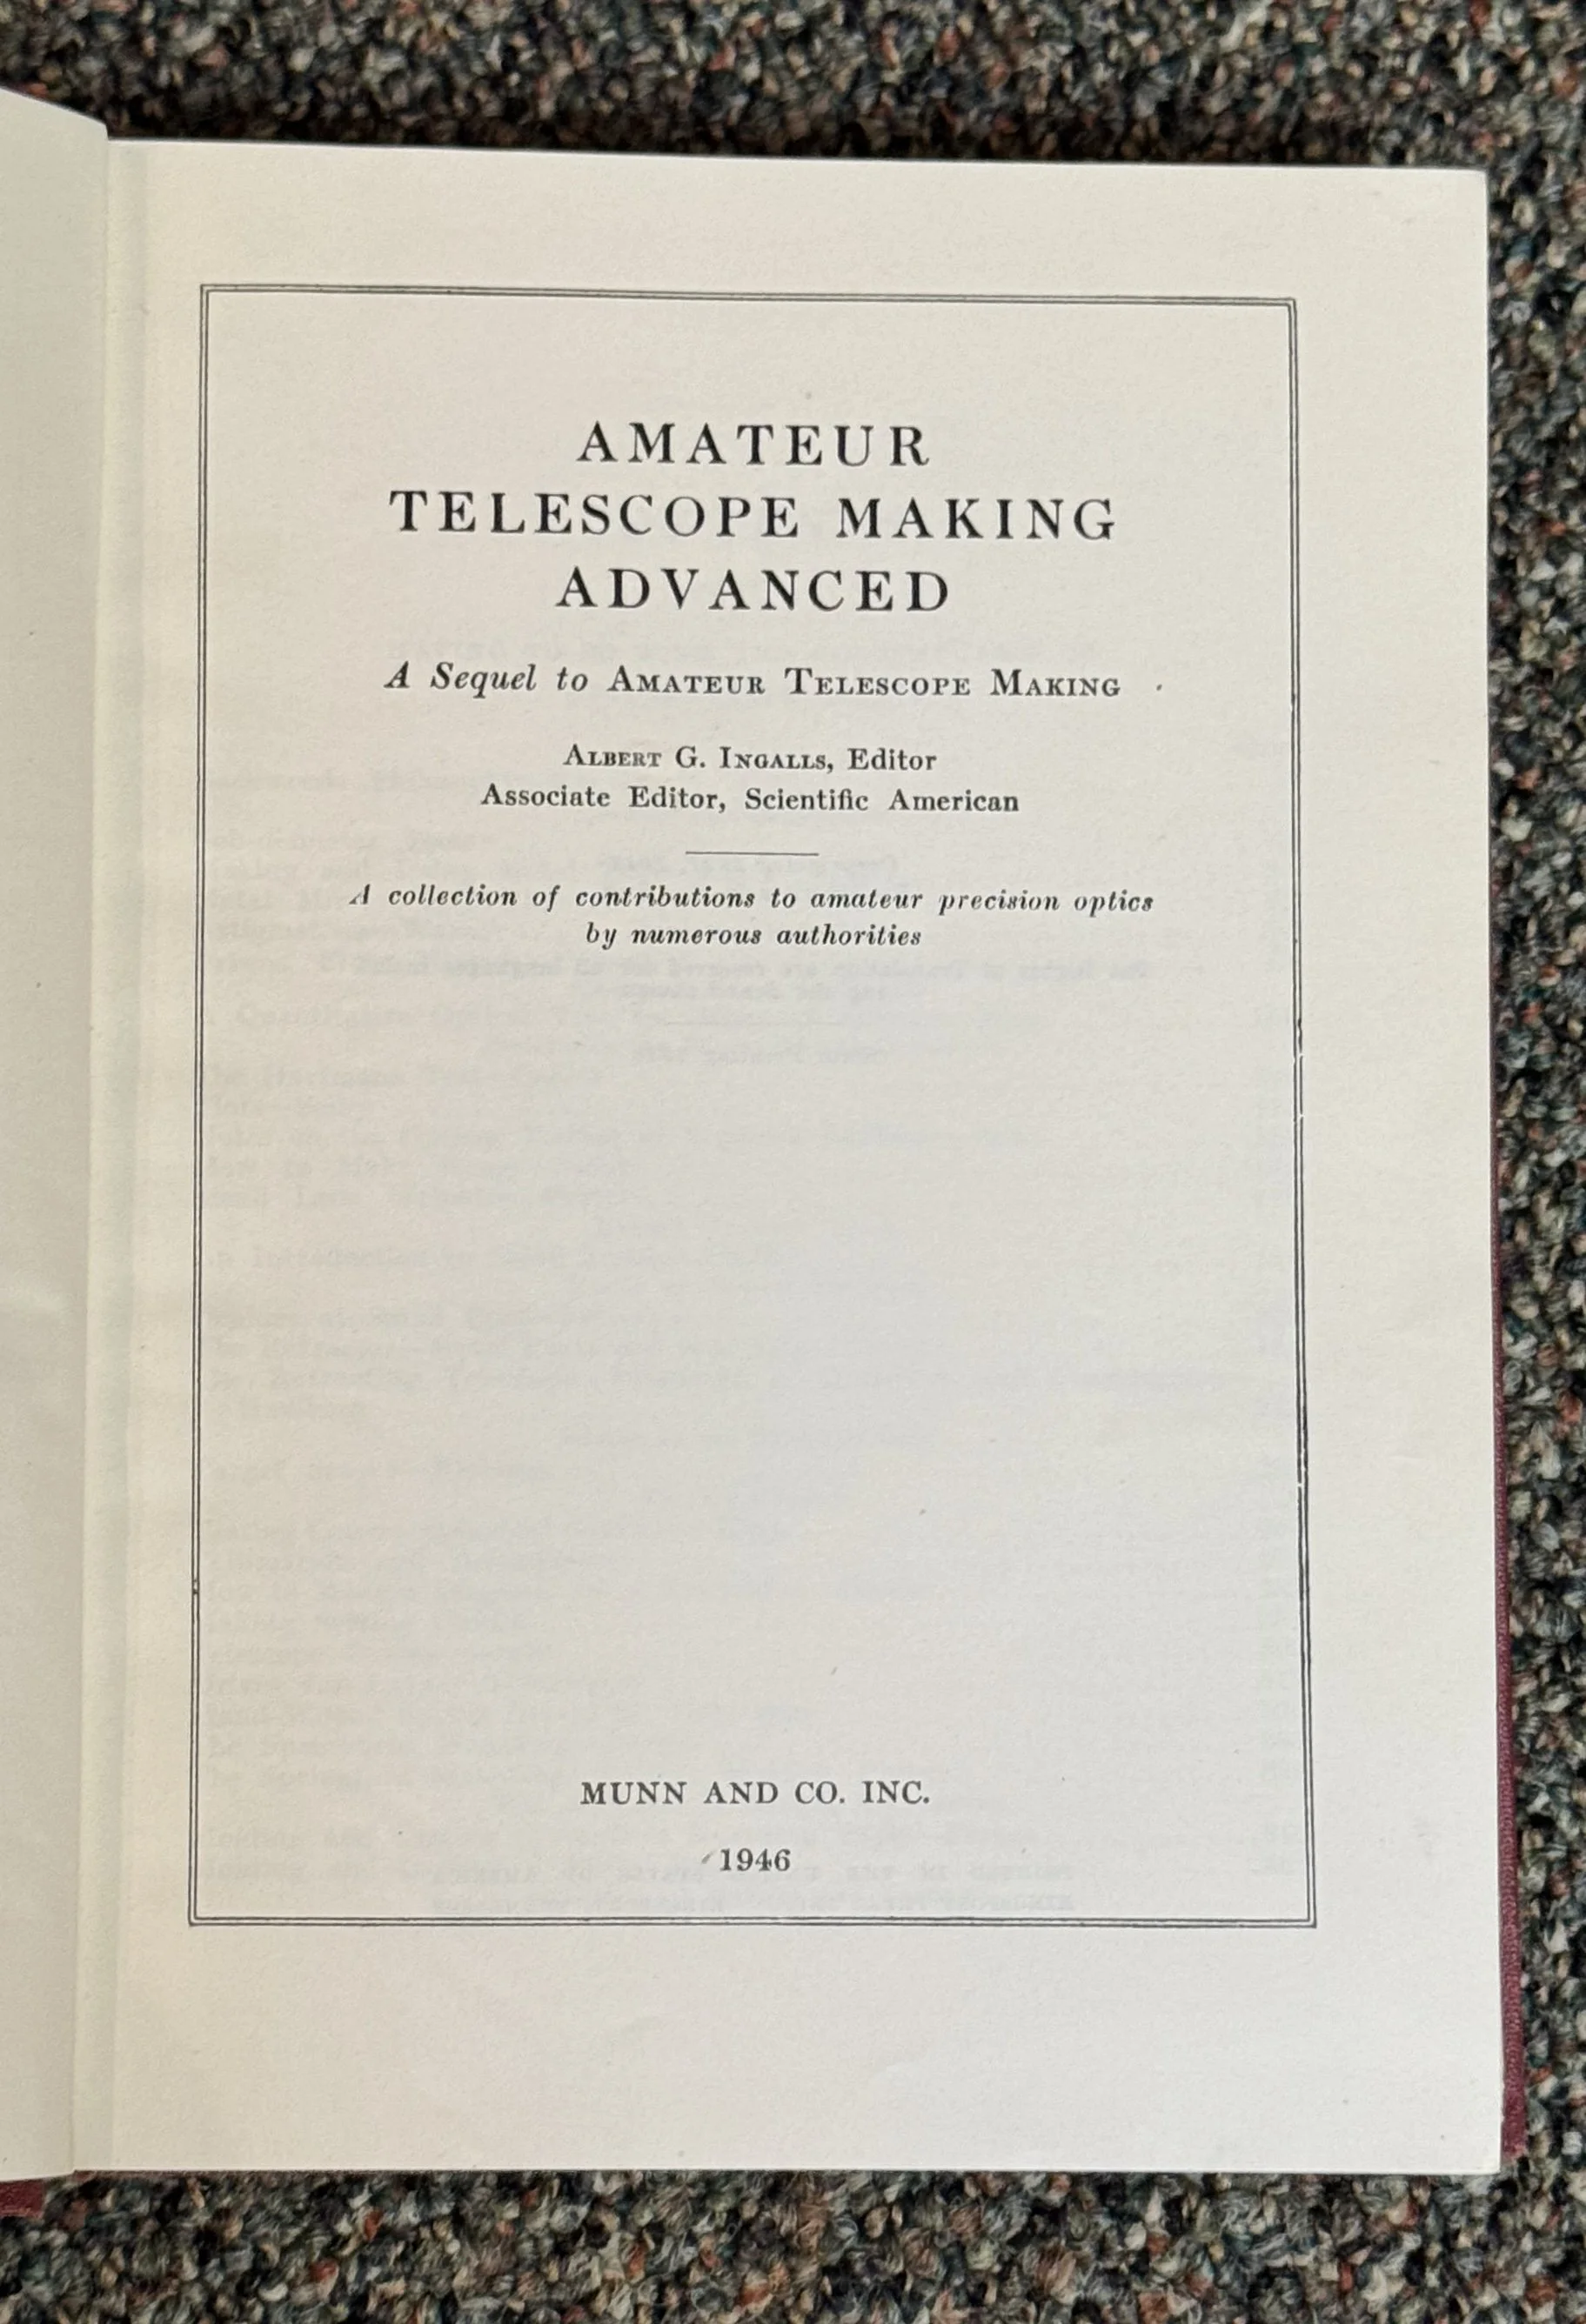 AMATEUR
TELESCOPE MAKING
ADVANCED
A Sequel to AMATEUR TELESCOPE MAKING
ALBERT G. INGALLS, Editor
Associate Editor, Scientific American
A collection of contributions to amateur precision optics
by numerous authorities
MUNN AND CO. INC.
1946